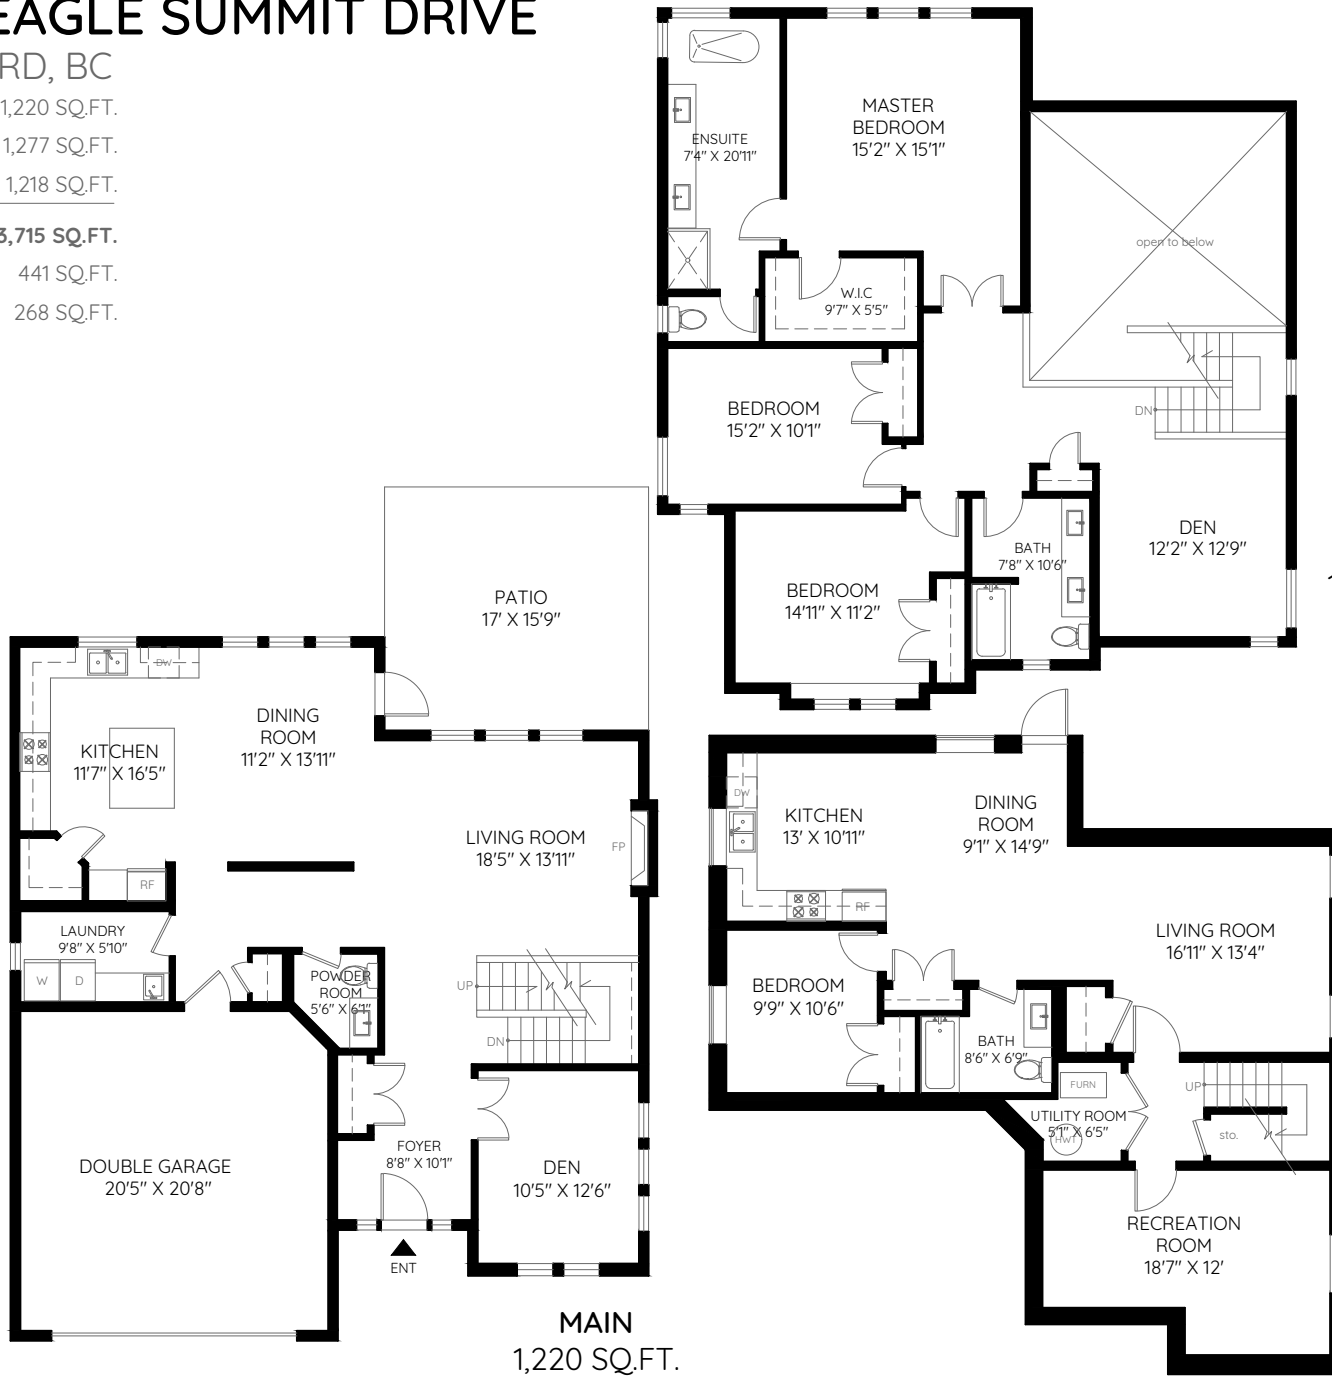 EAGLE SUMMIT DRIVE
RD, BC
1,220 SQ.FT.
1,277 SQ.FT.
1,218 SQ.FT.
3,715 SQ.FT.
441 SQ.FT.
268 SQ.FT.
ENSUITE
7'4" X 20'11"
MASTER
BEDROOM
15'2" X 15'1"
open to below
W.I.C
9'7" X 5'5"
BEDROOM
15'2" X 10'1"
DN
DEN
12'2" X 12'9"
BATH
7'8" X 10'6"
BEDROOM
14'11" X 11'2"
PATIO
17' X 15'9"
DW
KITCHEN
11'7" X 16'5"
DINING
ROOM
11'2" X 13'11"
LIVING ROOM
18'5" X 13'11"
FP
RF
LAUNDRY
9'8" X 5'10"
W
D
POWDER
ROOM
5'6" X 6'1"
UP
DN
FOYER
8'8" X 10'1"
DEN
10'5" X 12'6"
DOUBLE GARAGE
20'5" X 20'8"
ENT
MAIN
1,220 SQ.FT.
DW
KITCHEN
13' X 10'11"
DINING
ROOM
9'1" X 14'9"
RF
LIVING ROOM
16'11" X 13'4"
BEDROOM
9'9" X 10'6"
BATH
8'6" X 6'9"
FURN
UP
UTILITY ROOM
5'1" X 6'5"
HWT
sto.
RECREATION
ROOM
18'7" X 12'